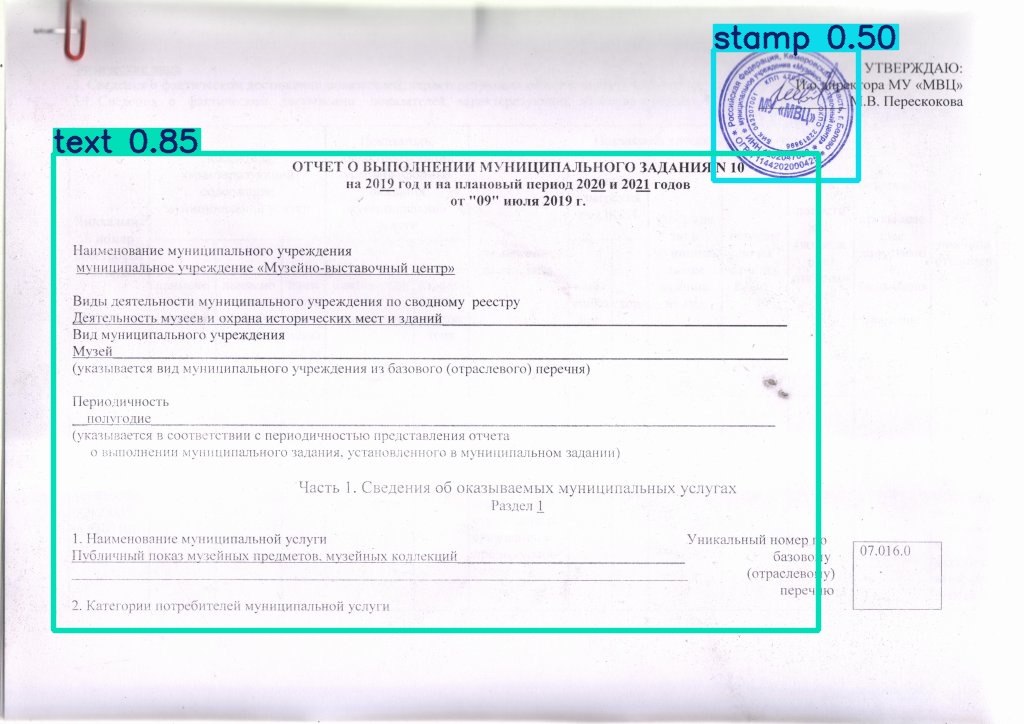 stamp 0.50
УТВЕРЖДАЮ:
И.о. директора МУ «МВЦ»
М.В. Перескокова
МУ «МВЦ»
text 0.85
ОТЧЕТ О ВЫПОЛНЕНИИ МУНИЦИПАЛЬНОГО ЗАДАНИЯ N 10
на 2019 год и на плановый период 2020 и 2021 годов
от "09" июля 2019 г.
Наименование муниципального учреждения
муниципальное учреждение «Музейно-выставочный центр»
Виды деятельности муниципального учреждения по сводному реестру
Деятельность музеев и охрана исторических мест и зданий
Вид муниципального учреждения
Музей
(указывается вид муниципального учреждения из базового (отраслевого) перечня)
Периодичность
полугодие
(указывается в соответствии с периодичностью представления отчета
о выполнении муниципального задания, установленного в муниципальном задании)
Часть 1. Сведения об оказываемых муниципальных услугах
Раздел 1
1. Наименование муниципальной услуги
Публичный показ музейных предметов, музейных коллекций
Уникальный номер по
базовому
(отраслевому)
перечню
07.016.0
2. Категории потребителей муниципальной услуги